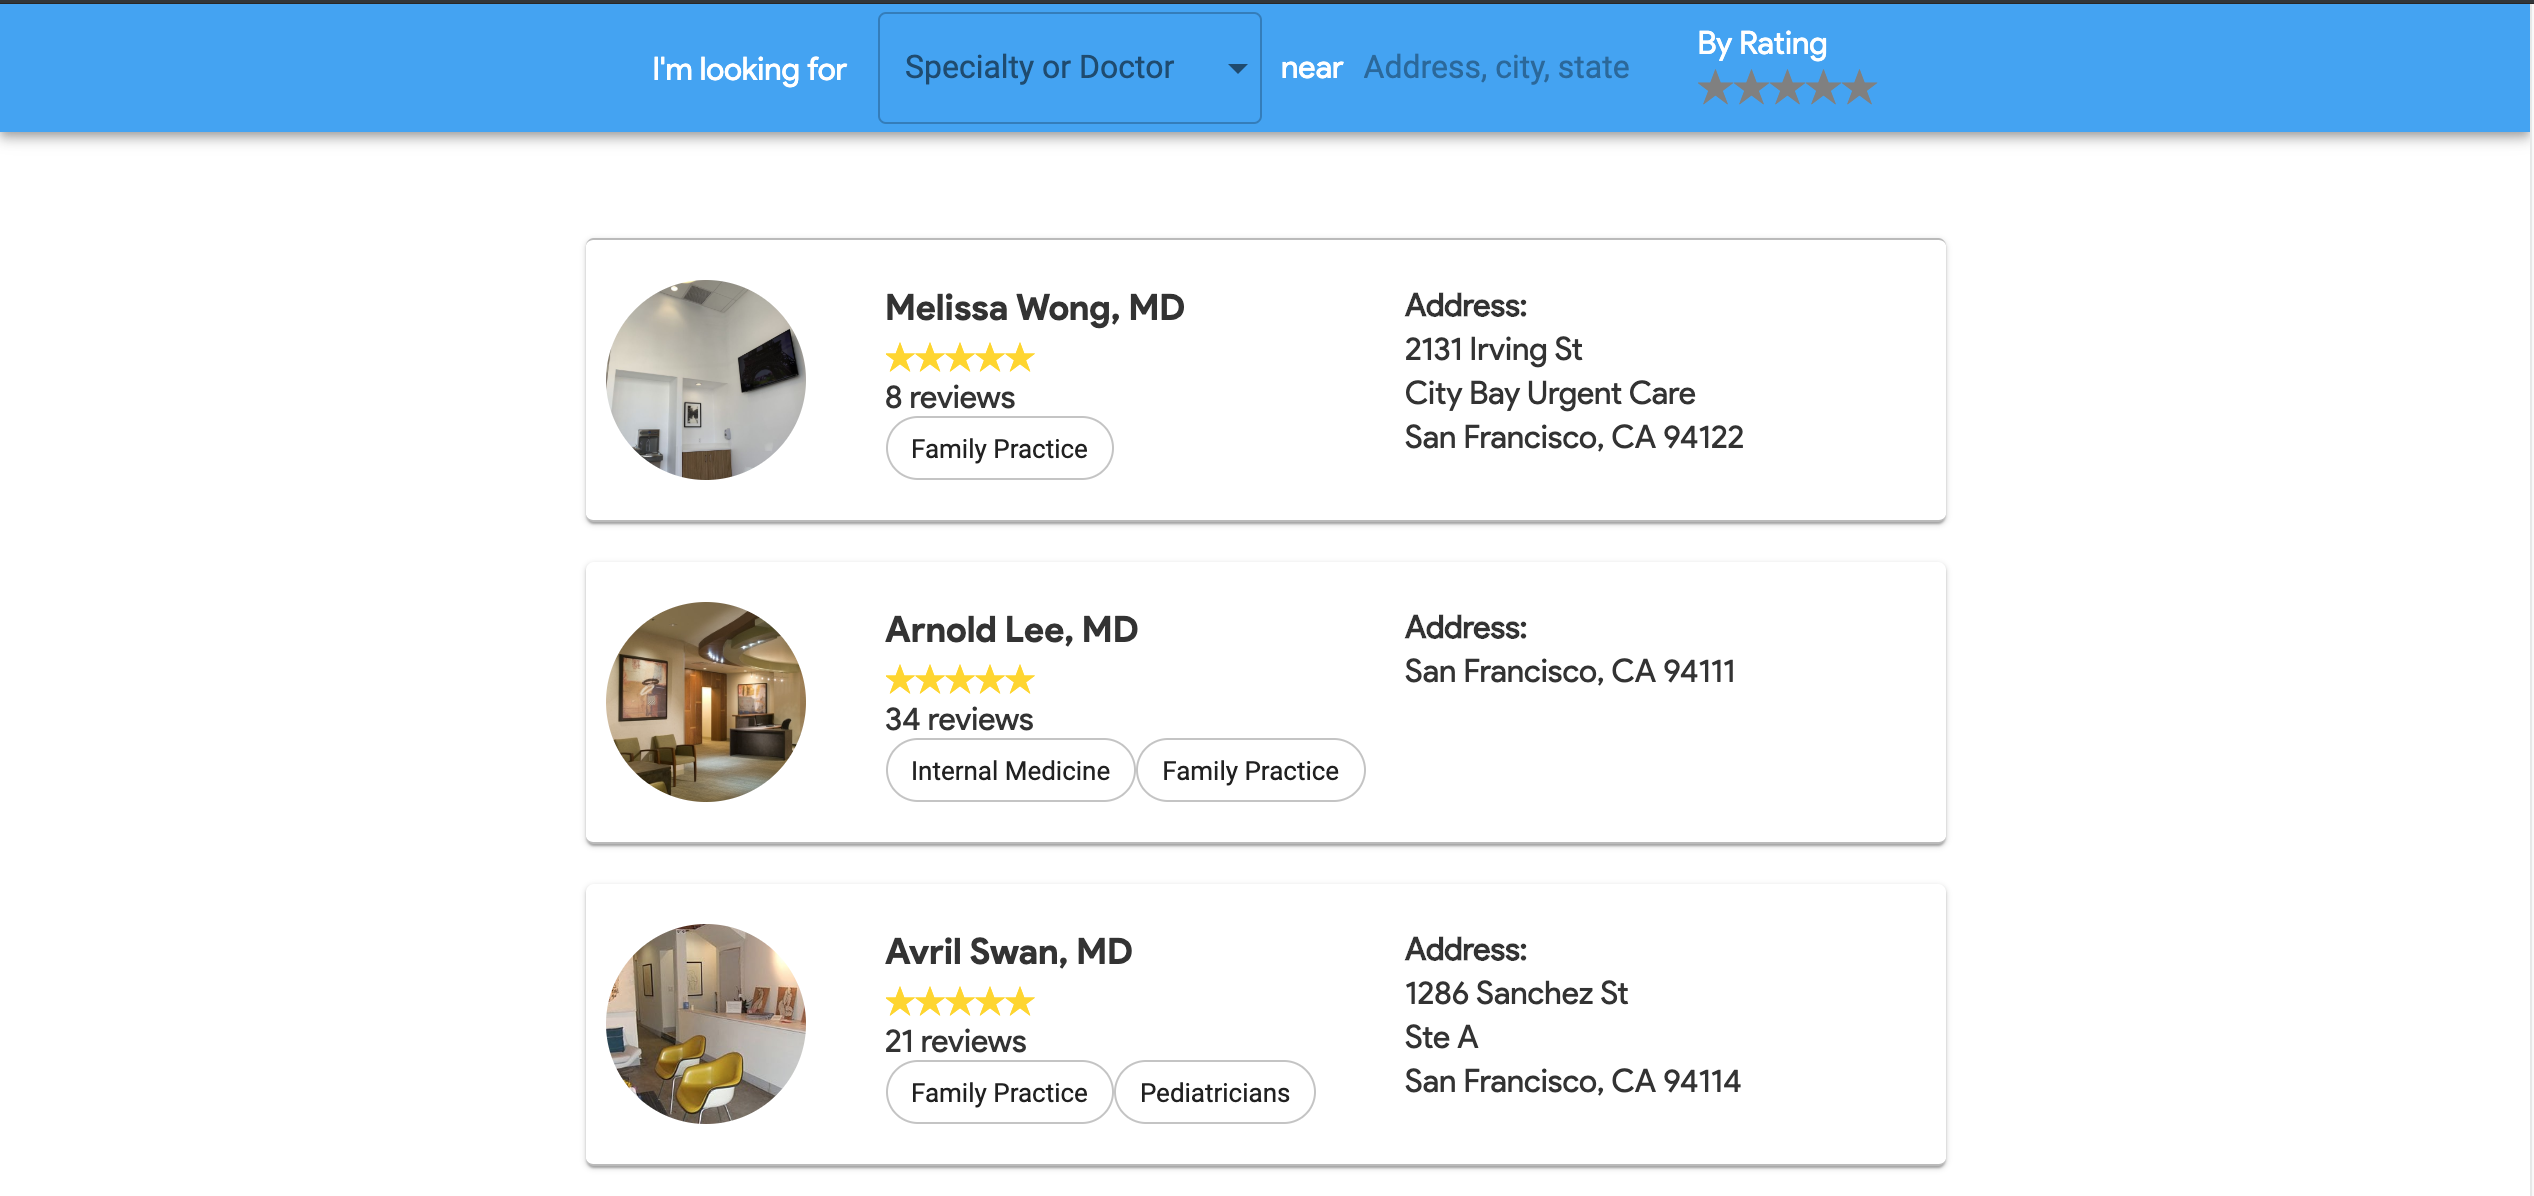 I'm looking for Specialty or Doctor near Address, city, state By Rating
Melissa Wong, MD
8 reviews
Family Practice
Address:
2131 Irving St
City Bay Urgent Care
San Francisco, CA 94122
Arnold Lee, MD
34 reviews
Internal Medicine Family Practice
Address:
San Francisco, CA 94111
Avril Swan, MD
21 reviews
Family Practice Pediatricians
Address:
1286 Sanchez St
Ste A
San Francisco, CA 94114